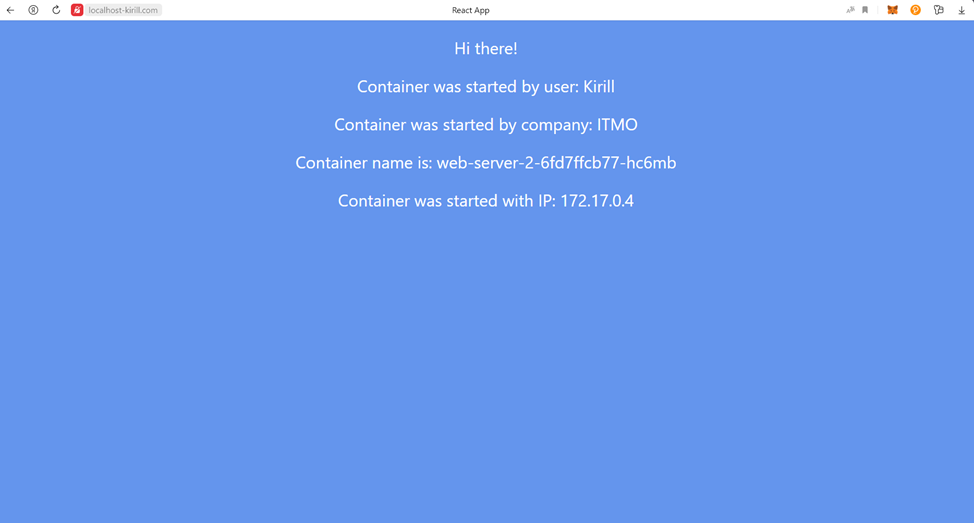 localhost-kirill.com
React App
Hi there!
Container was started by user: Kirill
Container was started by company: ITMO
Container name is: web-server-2-6fd7ffcb77-hc6mb
Container was started with IP: 172.17.0.4